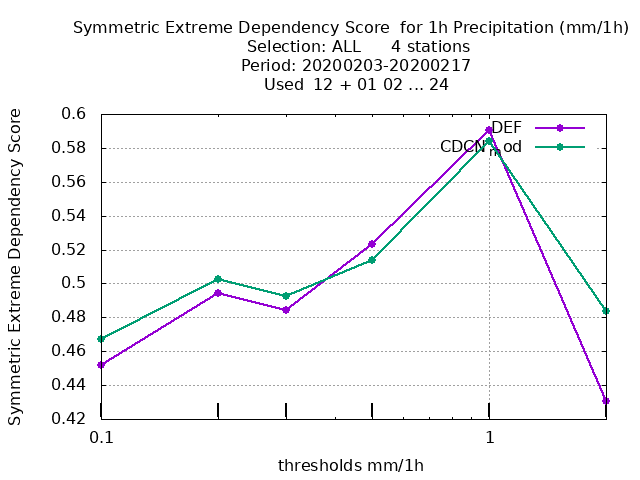 Symmetric Extreme Dependency Score  for 1h Precipitation (mm/1h)
Selection: ALL      4 stations
Period: 20200203-20200217
Used  12 + 01 02 ... 24
Symmetric Extreme Dependency Score
0.6
0.58
0.56
0.54
0.52
0.5
0.48
0.46
0.44
0.42
DEF
CDCNmod
0.1
1
thresholds mm/1h